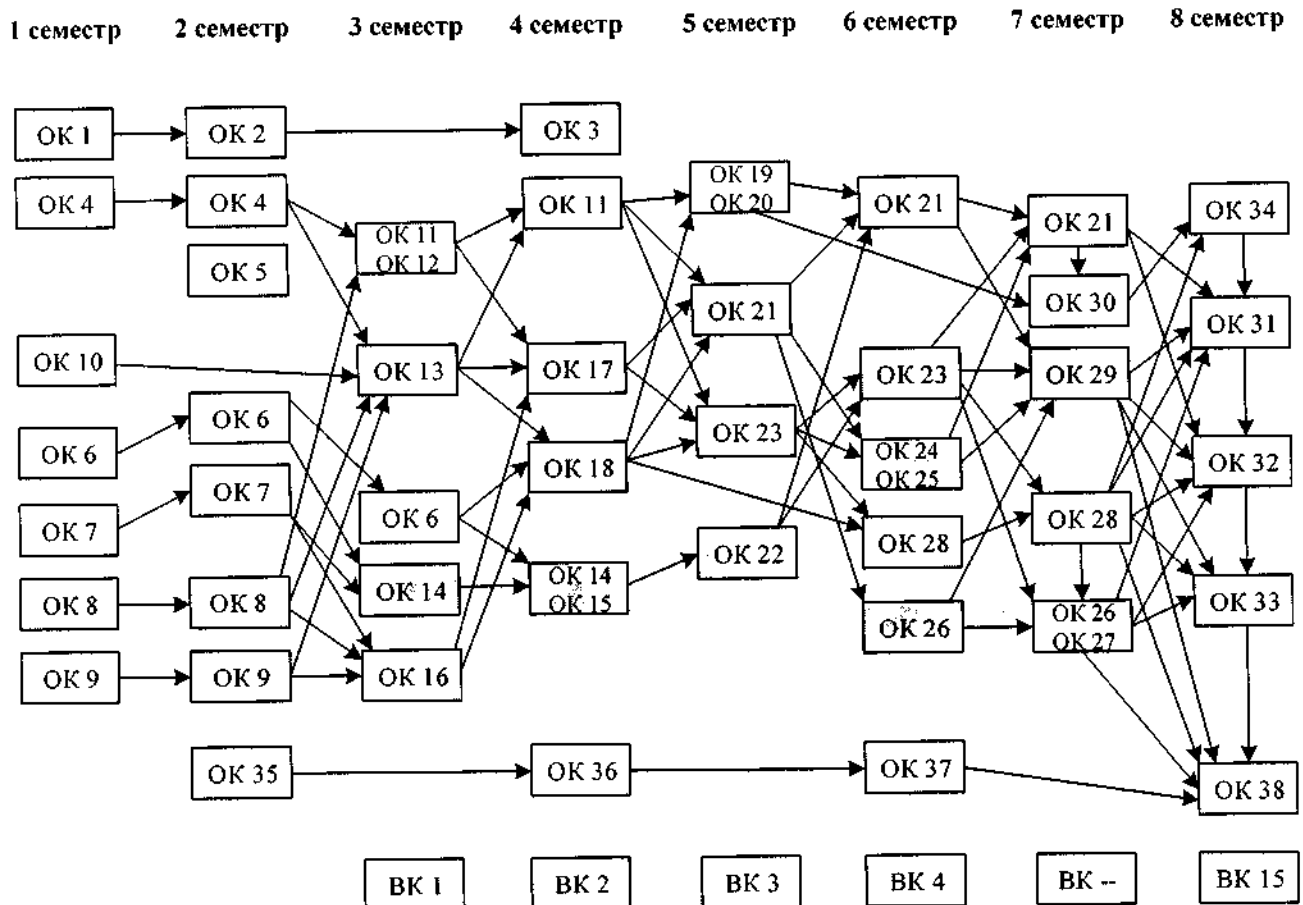 1 семестр 2 семестр 3 семестр 4 семестр 5 семестр 6 семестр 7 семестр 8 семестр
ОК 1
ОК 2
ОК 3
ОК 4
ОК 4
ОК 11
ОК 12
ОК 11
ОК 19
ОК 20
ОК 21
ОК 21
ОК 34
ОК 5
ОК 21
ОК 30
ОК 31
ОК 10
ОК 13
ОК 17
ОК 23
ОК 29
ОК 6
ОК 6
ОК 18
ОК 23
ОК 24
ОК 25
ОК 32
ОК 7
ОК 7
ОК 6
ОК 22
ОК 28
ОК 28
ОК 8
ОК 8
ОК 14
ОК 14
ОК 15
ОК 26
ОК 26
ОК 27
ОК 33
ОК 9
ОК 9
ОК 16
ОК 35
ОК 36
ОК 37
ОК 38
ВК 1
ВК 2
ВК 3
ВК 4
ВК --
ВК 15